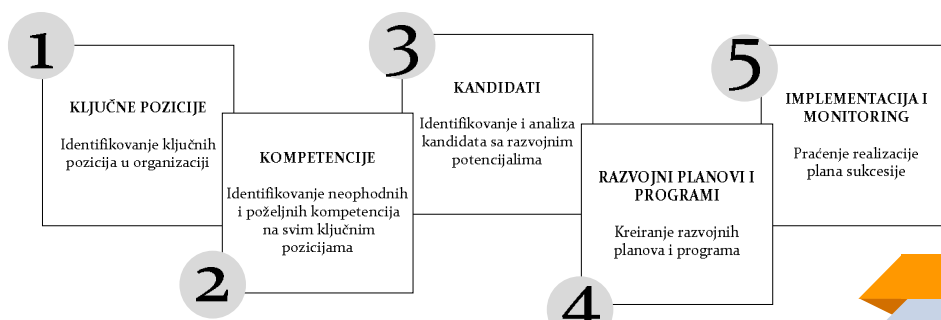 1
KLJUČNE POZICIJE
Identifikovanje ključnih
pozicija u organizaciji
2
KOMPETENCIJE
Identifikovanje neophodnih
i poželjnih kompetencija
na svim ključnim
pozicijama
3
KANDIDATI
Identifikovanje i analiza
kandidata sa razvojnim
potencijalima
4
RAZVOJNI PLANOVI I
PROGRAMI
Kreiranje razvojnih
planova i programa
5
IMPLEMENTACIJA I
MONITORING
Praćenje realizacije
plana sukcesije